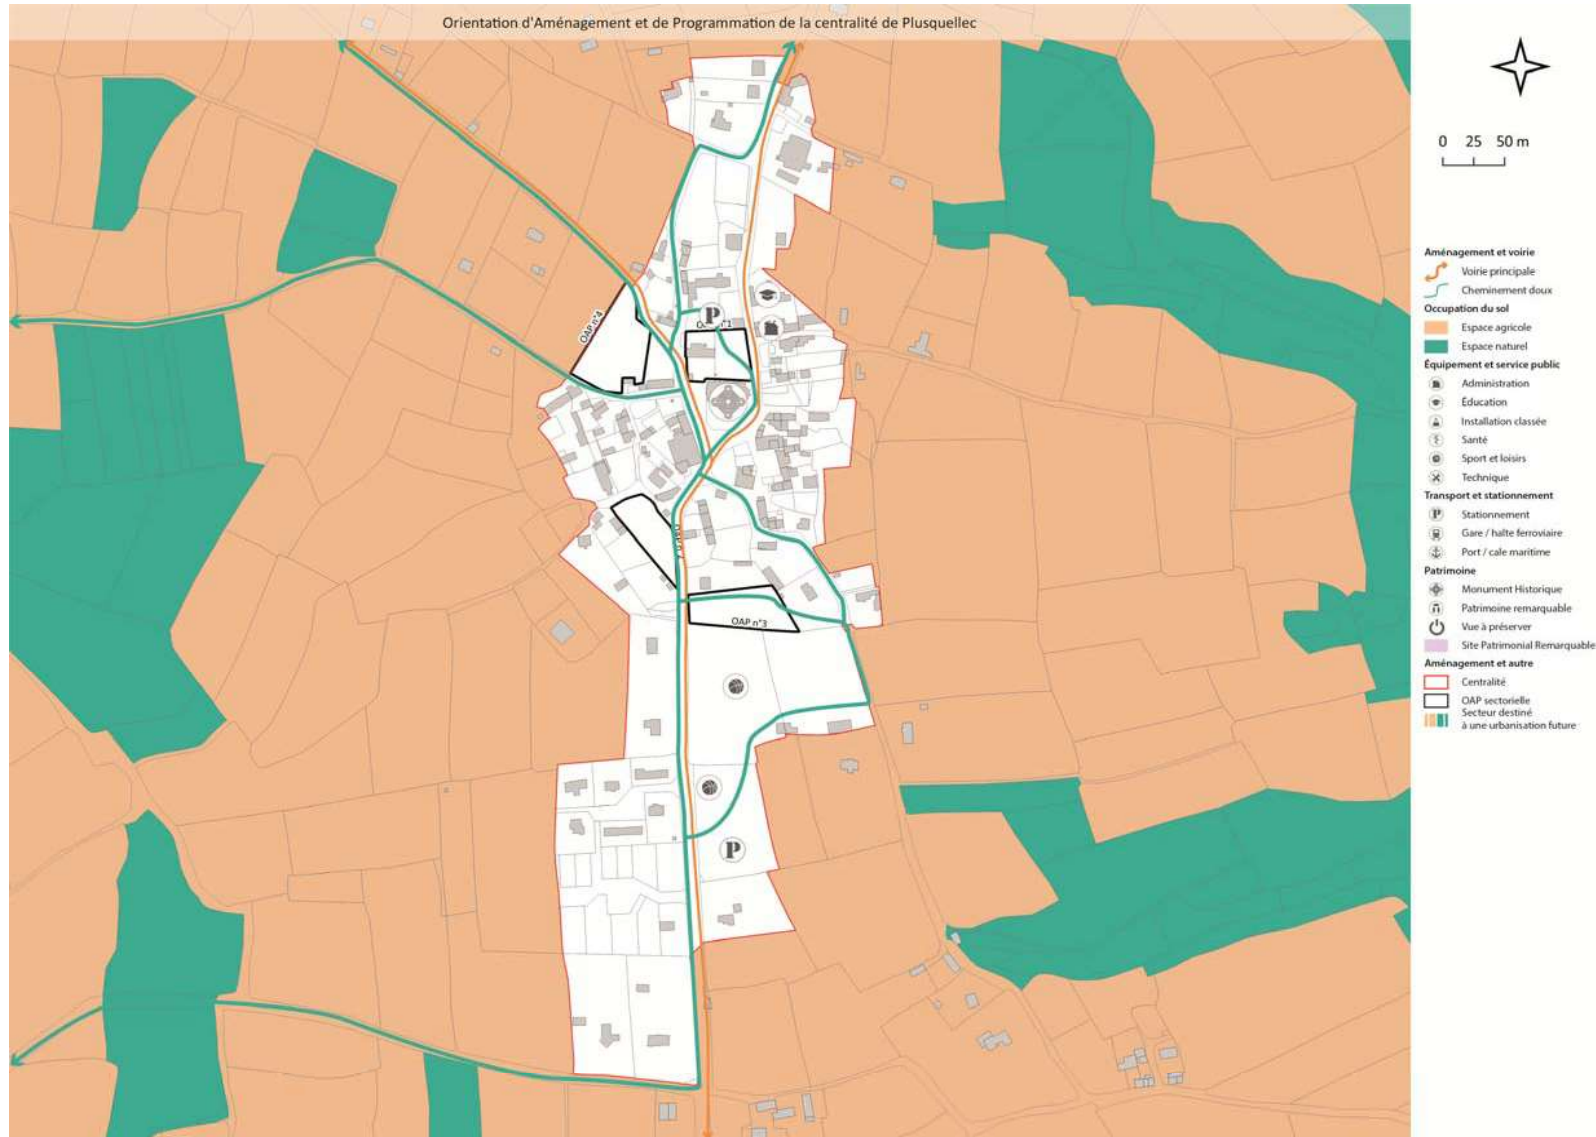 Orientation d'Aménagement et de Programmation de la centralité de Plusquellec
0 25 50 m
Aménagement et voirie
Voirie principale
Cheminement doux
Occupation du sol
Espace agricole
Espace naturel
Équipement et service public
Administration
Éducation
Installation classée
Santé
Sport et loisirs
Technique
Transport et stationnement
P Stationnement
Gare / halte ferroviaire
Port / cale maritime
Patrimoine
Monument Historique
Patrimoine remarquable
Vue à préserver
Site Patrimonial Remarquable
Aménagement et autre
Centralité
OAP sectorielle
Secteur destiné
à une urbanisation future
OAP n°4
P
OAP n°3
P